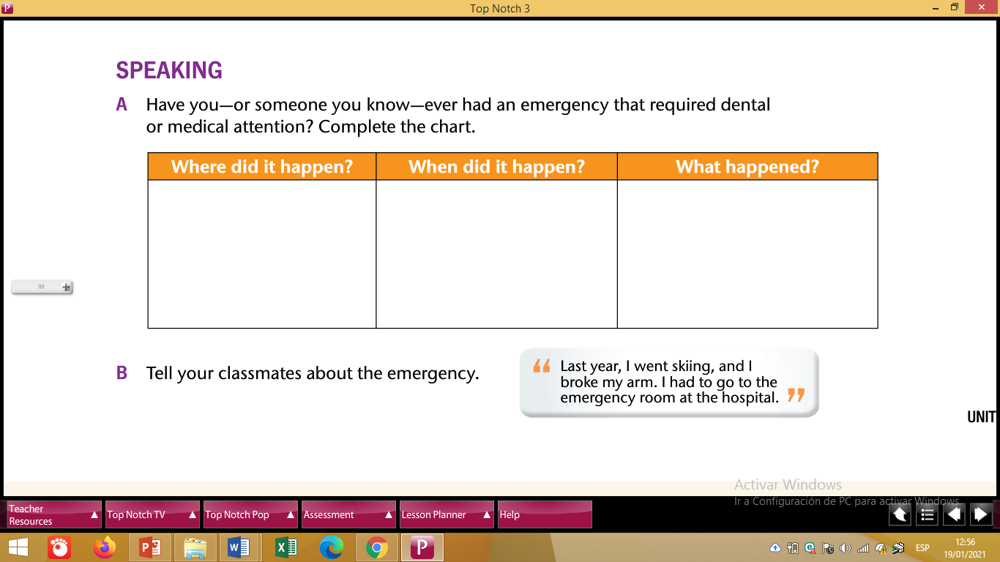 Top Notch 3
SPEAKING
A Have you—or someone you know—ever had an emergency that required dental
or medical attention? Complete the chart.
Where did it happen? When did it happen? What happened?
B Tell your classmates about the emergency.
“ Last year, I went skiing, and I
broke my arm. I had to go to the
emergency room at the hospital. ”
UNIT
Activar Windows
Ir a Configuración de PC para activar Windows.
Teacher
Resources
Top Notch TV
Top Notch Pop
Assessment
Lesson Planner
Help
ESP
12:56
19/01/2021